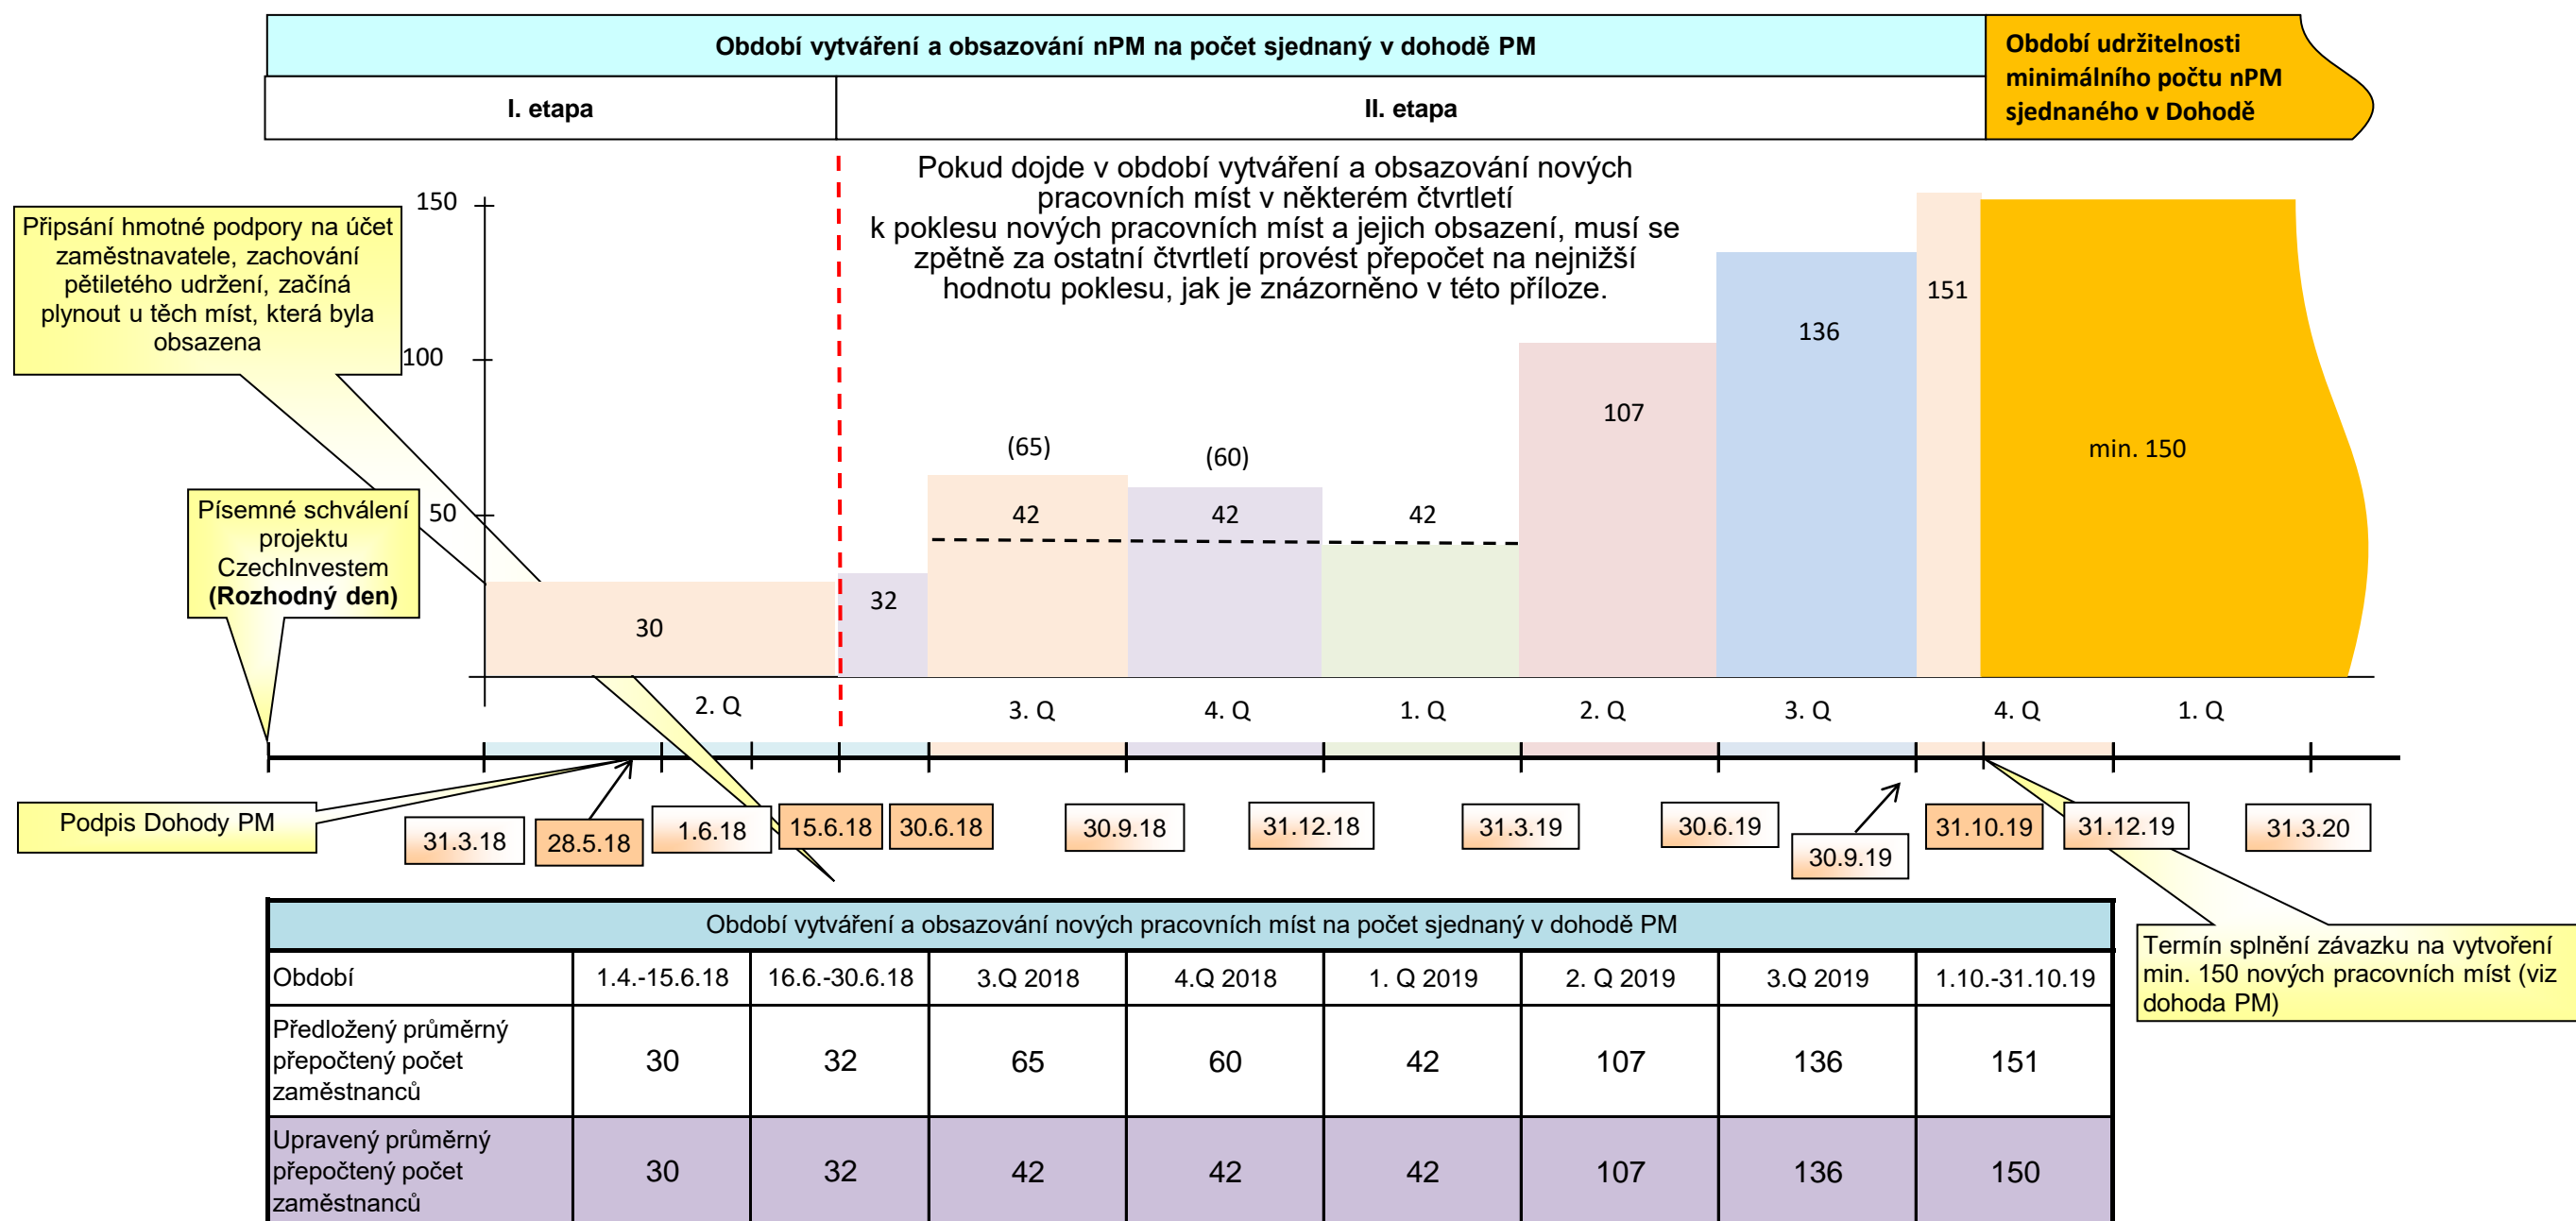 Období vytváření a obsazování nPM na počet sjednaný v dohodě PM
Období udržitelnosti
minimálního počtu nPM
sjednaného v Dohodě
I. etapa
II. etapa
Pokud dojde v období vytváření a obsazování nových
pracovních míst v některém čtvrtletí
k poklesu nových pracovních míst a jejich obsazení, musí se
zpětně za ostatní čtvrtletí provést přepočet na nejnižší
hodnotu poklesu, jak je znázorněno v této příloze.
Připsání hmotné podpory na účet
zaměstnavatele, zachování
pětiletého udržení, začíná
plynout u těch míst, která byla
obsazena
150
100
50
Písemné schválení
projektu
CzechInvestem
(Rozhodný den)
30
32
(65)
42
(60)
42
42
107
136
151
min. 150
2. Q
3. Q
4. Q
1. Q
2. Q
3. Q
4. Q
1. Q
Podpis Dohody PM
31.3.18
28.5.18
1.6.18
15.6.18
30.6.18
30.9.18
31.12.18
31.3.19
30.6.19
30.9.19
31.10.19
31.12.19
31.3.20
Termín splnění závazku na vytvoření
min. 150 nových pracovních míst (viz
dohoda PM)
Období vytváření a obsazování nových pracovních míst na počet sjednaný v dohodě PM
Období 1.4.-15.6.18 16.6.-30.6.18 3.Q 2018 4.Q 2018 1. Q 2019 2. Q 2019 3.Q 2019 1.10.-31.10.19
Předložený průměrný
přepočtený počet
zaměstnanců
30 32 65 60 42 107 136 151
Upravený průměrný
přepočtený počet
zaměstnanců
30 32 42 42 42 107 136 150